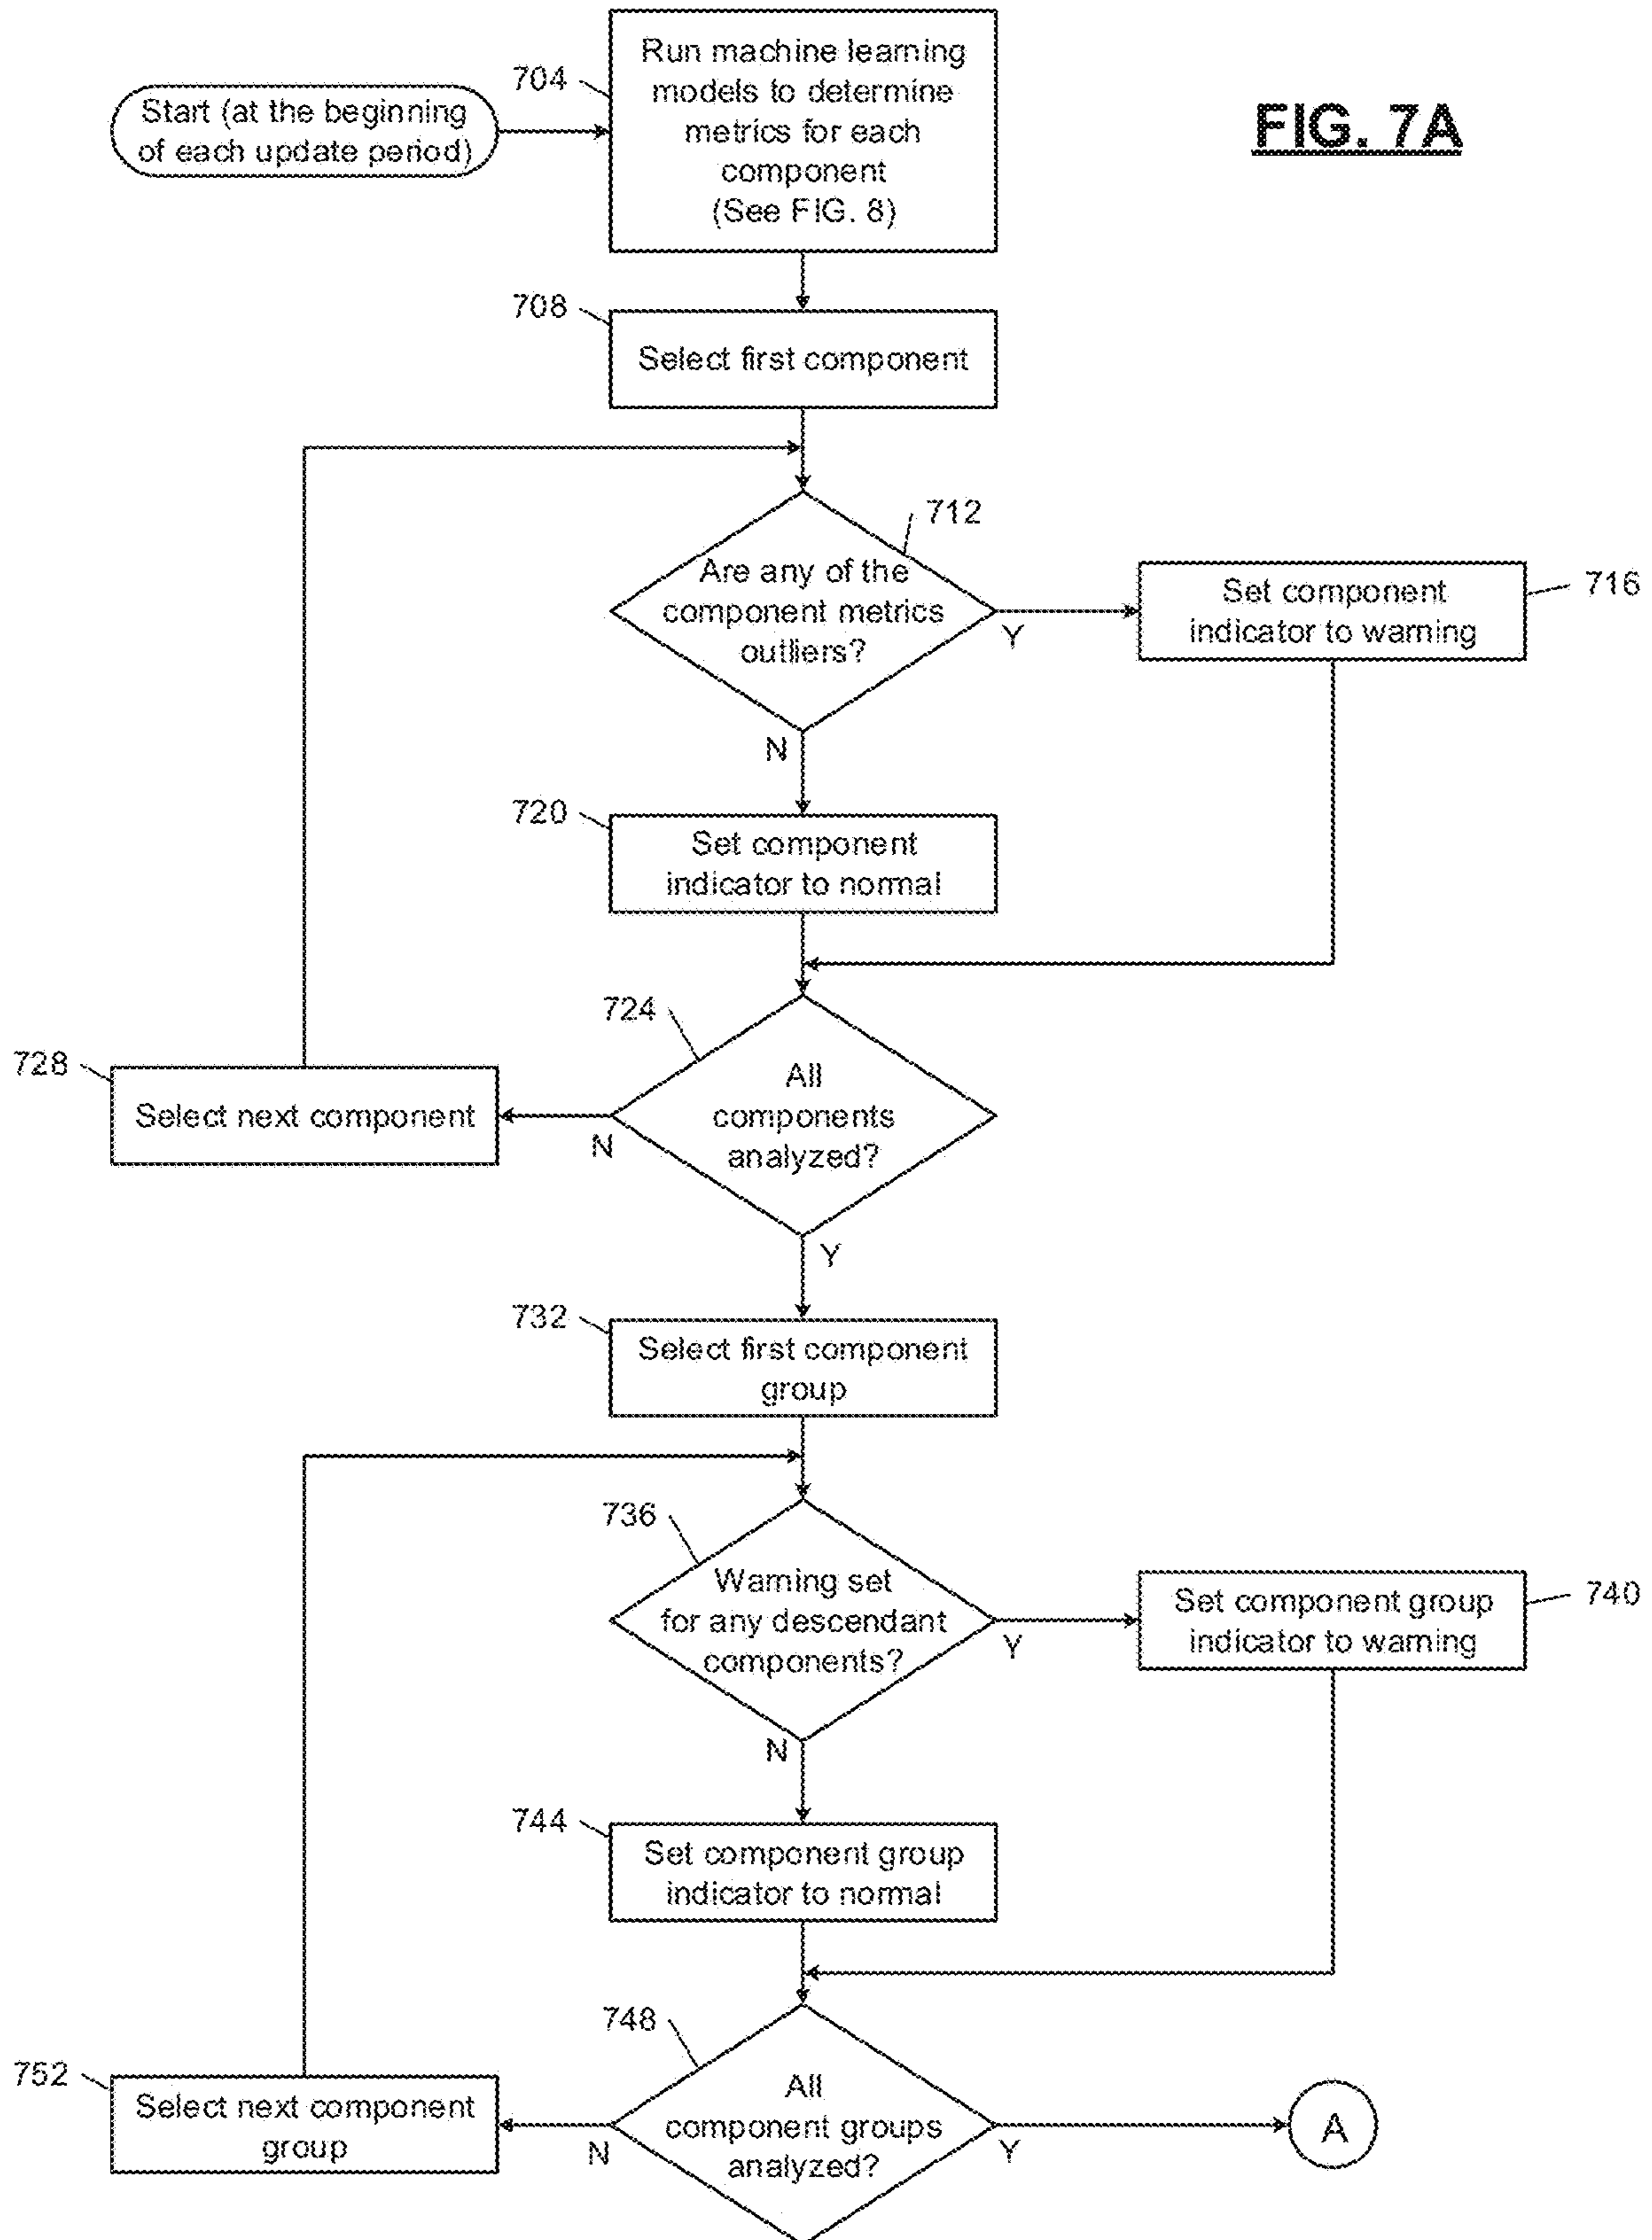 FIG. 7A
Start (at the beginning
of each update period)
704
Run machine learning
models to determine
metrics for each
component
(See FIG. 8)
708
Select first component
712
Are any of the
component metrics
outliers?
Y
716
Set component
indicator to warning
N
720
Set component
indicator to normal
724
All
components
analyzed?
N
728
Select next component
Y
732
Select first component
group
736
Warning set
for any descendant
components?
Y
740
Set component group
indicator to warning
N
744
Set component group
indicator to normal
748
All
component groups
analyzed?
N
752
Select next component
group
Y
A